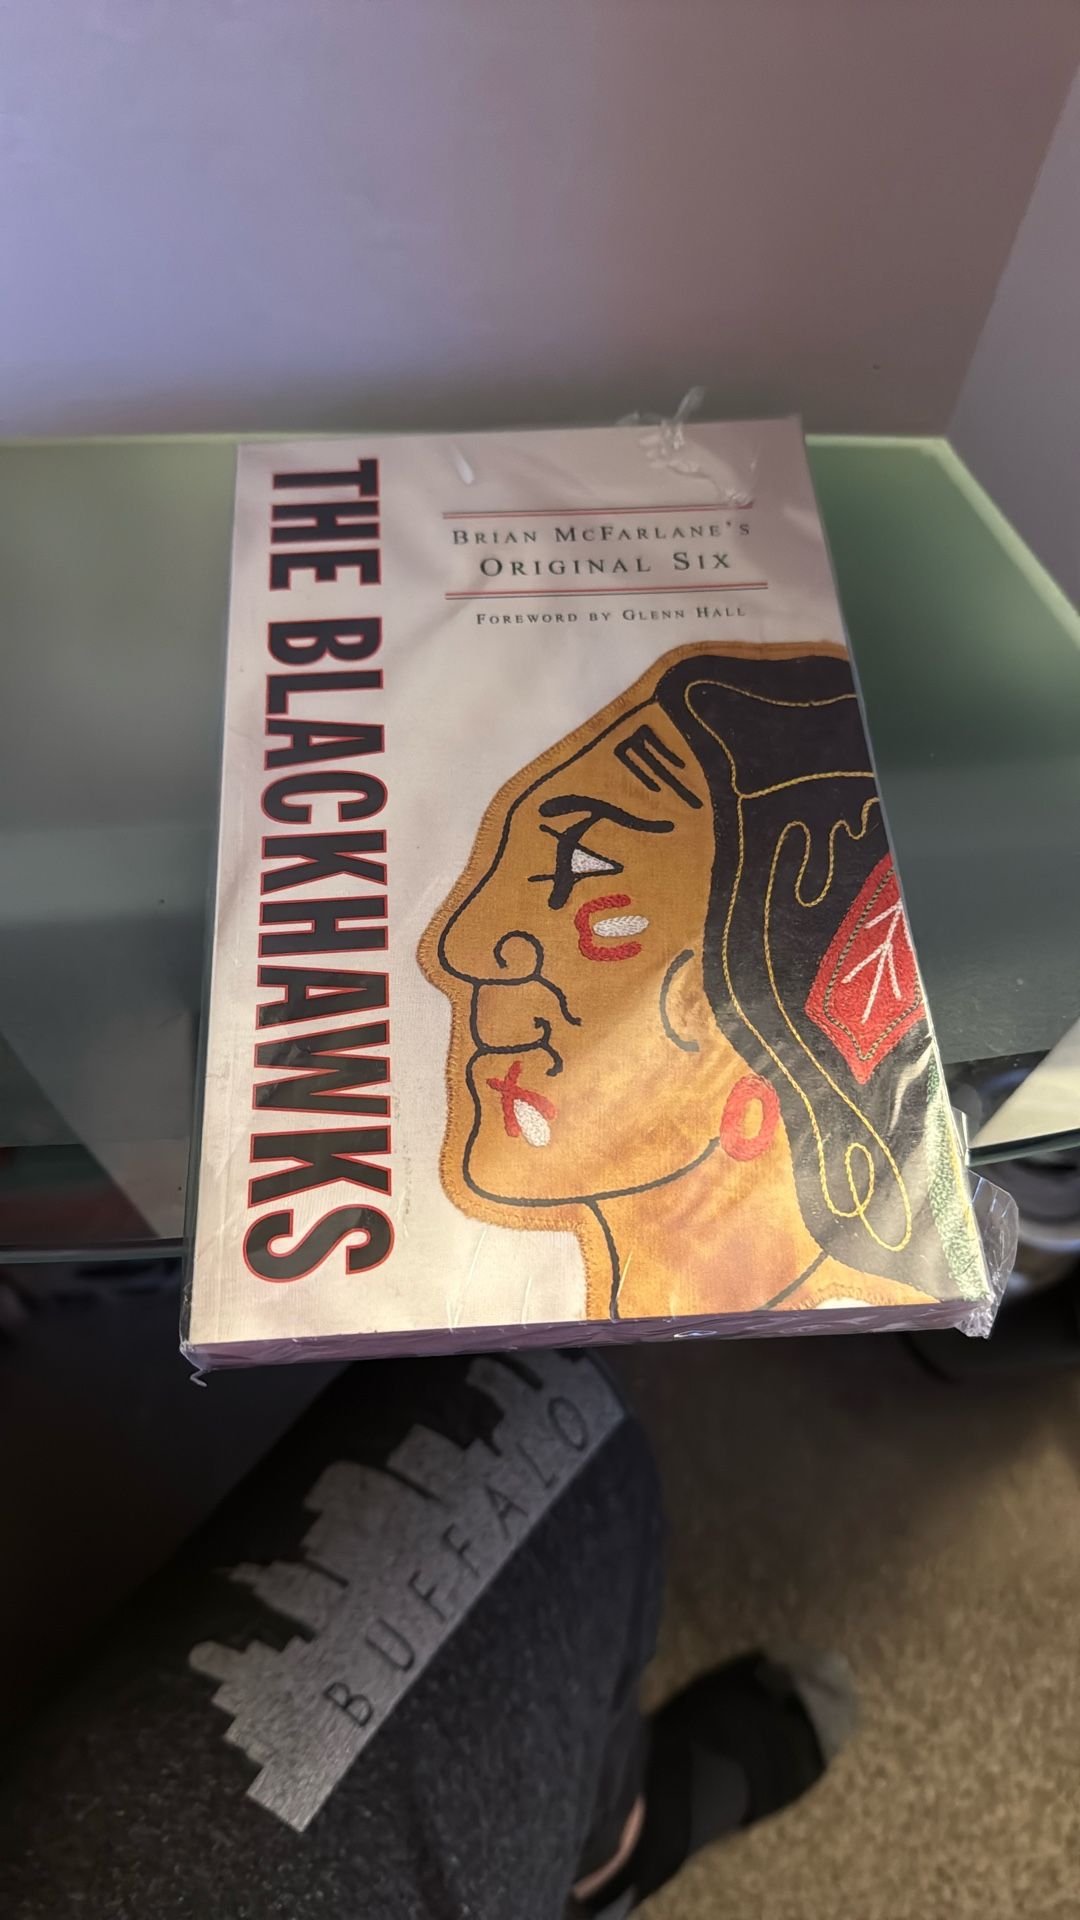 THE BLACKHAWKS
BRIAN MCFARLANE'S
ORIGINAL SIX
FOREWORD BY GLENN HALL
BUFFALO